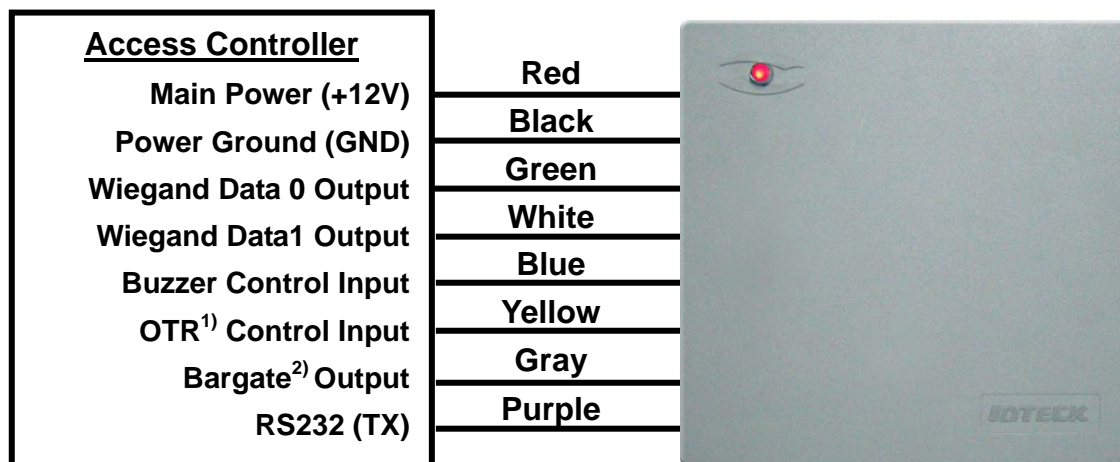 Access Controller
Main Power (+12V) Red
Power Ground (GND) Black
Wiegand Data 0 Output Green
Wiegand Data1 Output White
Buzzer Control Input Blue
OTR1) Control Input Yellow
Bargate2) Output Gray
RS232 (TX) Purple
IDTECK